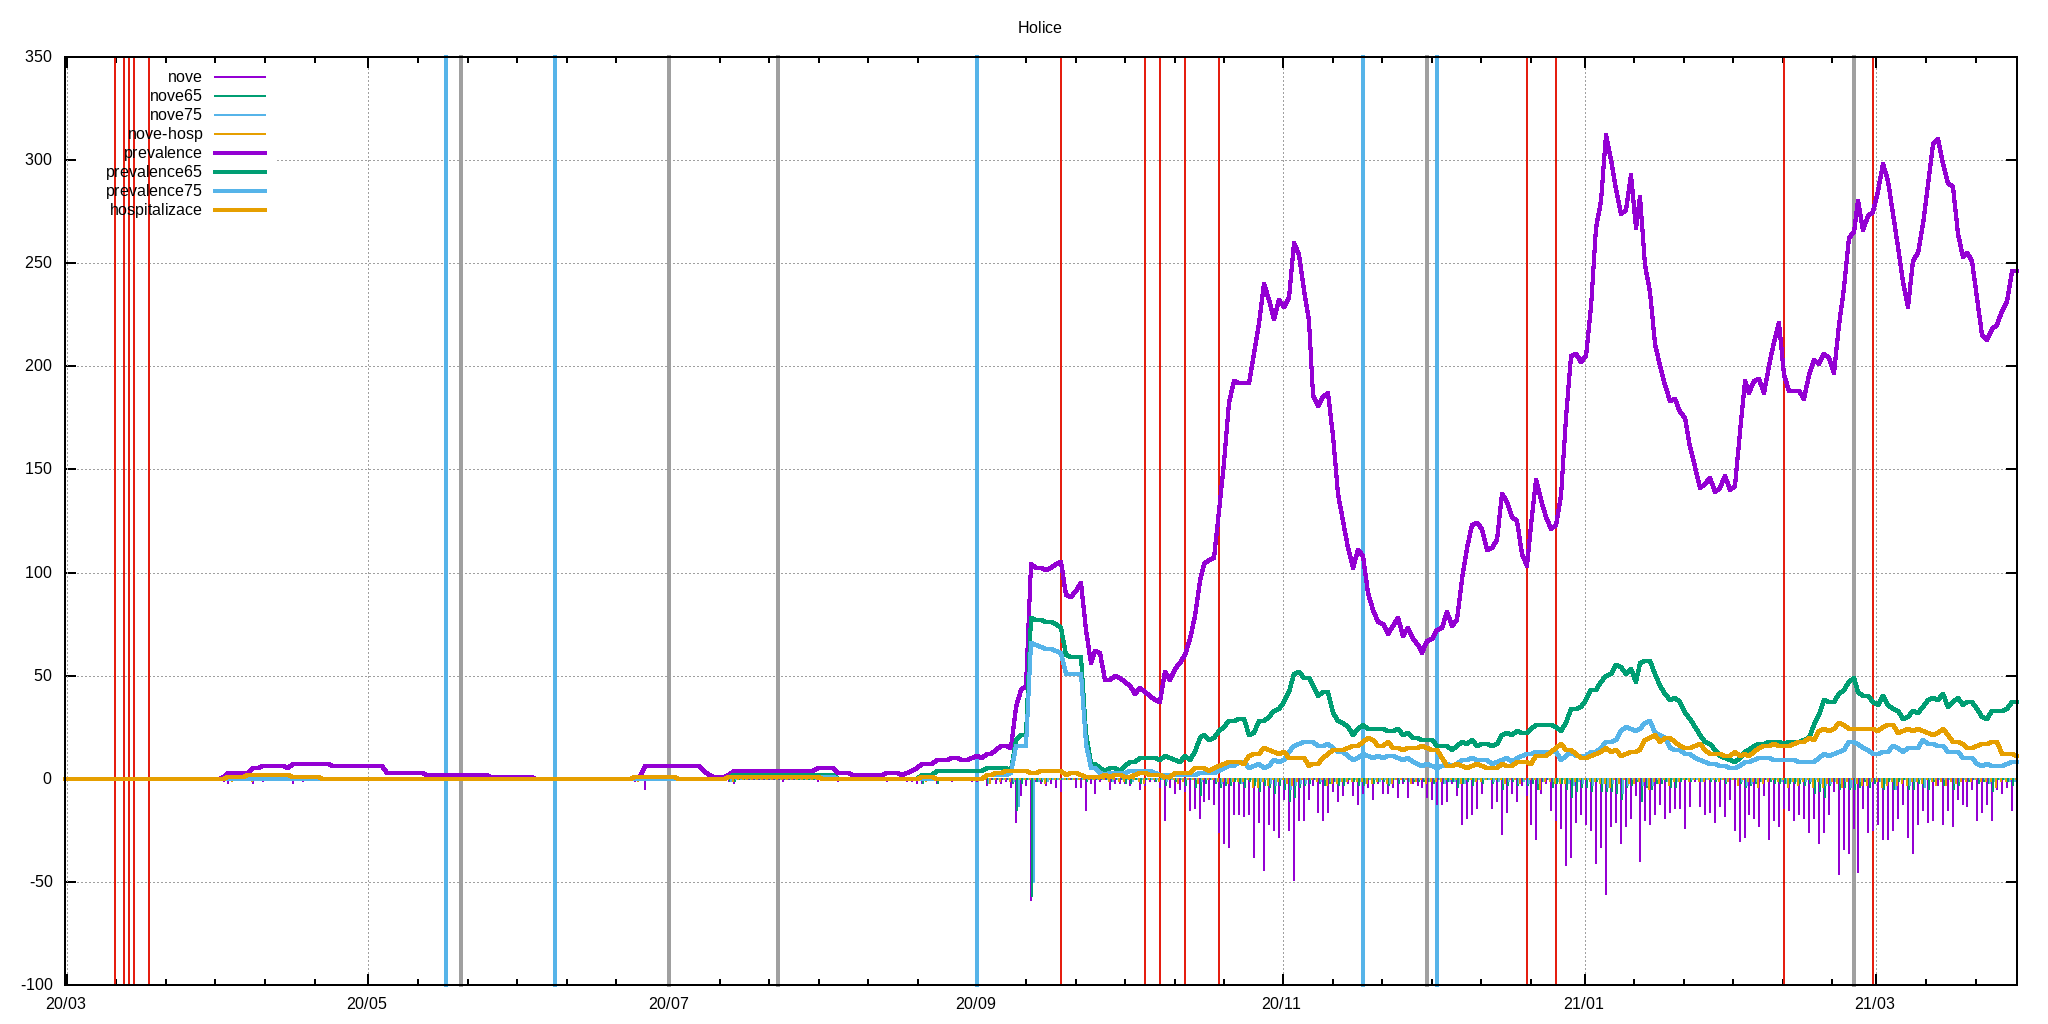 Holice
350
nove
nove65
nove75
nove-hosp
prevalence
prevalence65
prevalence75
hospitalizace
300
250
200
150
100
50
0
-50
-100
20/03 20/05 20/07 20/09 20/11 21/01 21/03